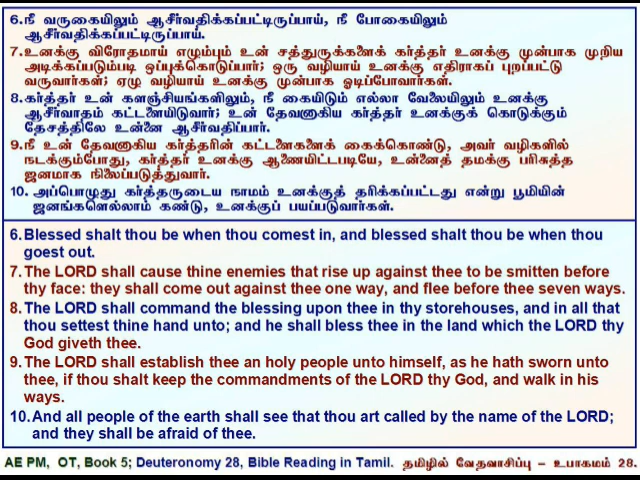 6.நீ வருகையிலும் ஆசீர்வதிக்கப்பட்டிருப்பாய், நீ போகையிலும்
ஆசீர்வதிக்கப்பட்டிருப்பாய்.
7.உனக்கு விரோதமாய் எழும்பும் உன் சத்துருக்களைக் கர்த்தர் உனக்கு முன்பாக முறிய
அடிக்கப்படும்படி ஒப்புக்கொடுப்பார்; ஒரு வழியாய் உனக்கு எதிராகப் புறப்பட்டு
வருவார்கள்; ஏழு வழியாய் உனக்கு முன்பாக ஓடிப்போவார்கள்.
8.கர்த்தர் உன் களஞ்சியங்களிலும், நீ கையிடும் எல்லா வேலையிலும் உனக்கு
ஆசீர்வாதம் கட்டளையிடுவார்; உன் தேவனாகிய கர்த்தர் உனக்குக் கொடுக்கும்
தேசத்திலே உன்னை ஆசீர்வதிப்பார்.
9.நீ உன் தேவனாகிய கர்த்தரின் கட்டளைகளைக் கைக்கொண்டு, அவர் வழிகளில்
நடக்கும்போது, கர்த்தர் உனக்கு ஆணையிட்டபடியே, உன்னைத் தமக்கு பரிசுத்த
ஜனமாக நிலைப்படுத்துவார்.
10. அப்பொழுது கர்த்தருடைய நாமம் உனக்குத் தரிக்கப்பட்டது என்று பூமியின்
ஜனங்களெல்லாம் கண்டு, உனக்குப் பயப்படுவார்கள்.
6.Blessed shalt thou be when thou comest in, and blessed shalt thou be when thou
goest out.
7.The LORD shall cause thine enemies that rise up against thee to be smitten before
thy face: they shall come out against thee one way, and flee before thee seven ways.
8.The LORD shall command the blessing upon thee in thy storehouses, and in all that
thou settest thine hand unto; and he shall bless thee in the land which the LORD thy
God giveth thee.
9.The LORD shall establish thee an holy people unto himself, as he hath sworn unto
thee, if thou shalt keep the commandments of the LORD thy God, and walk in his
ways.
10.And all people of the earth shall see that thou art called by the name of the LORD;
and they shall be afraid of thee.
AE PM, OT, Book 5; Deuteronomy 28, Bible Reading in Tamil. தமிழில் வேதவாசிப்பு – உபாகமம் 28.